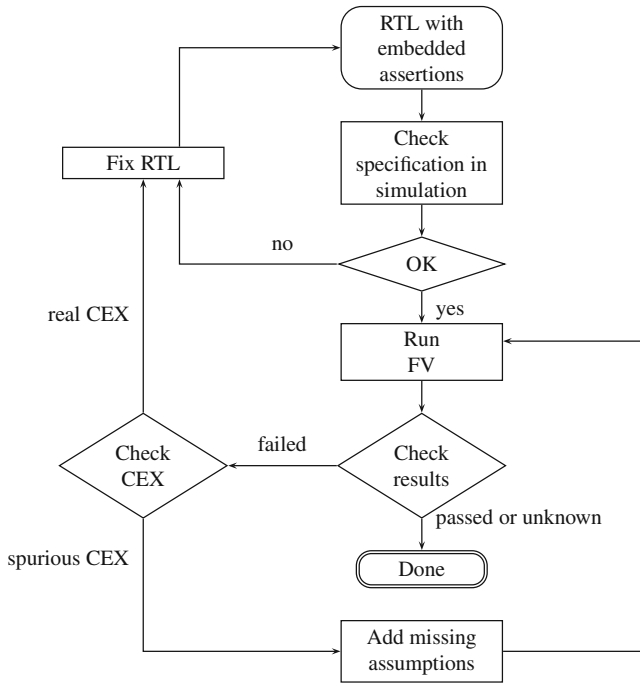 RTL with
embedded
assertions
Fix RTL
Check
specification in
simulation
no
OK
real CEX
yes
Run
FV
Check
CEX
failed
Check
results
passed or unknown
spurious CEX
Done
Add missing
assumptions